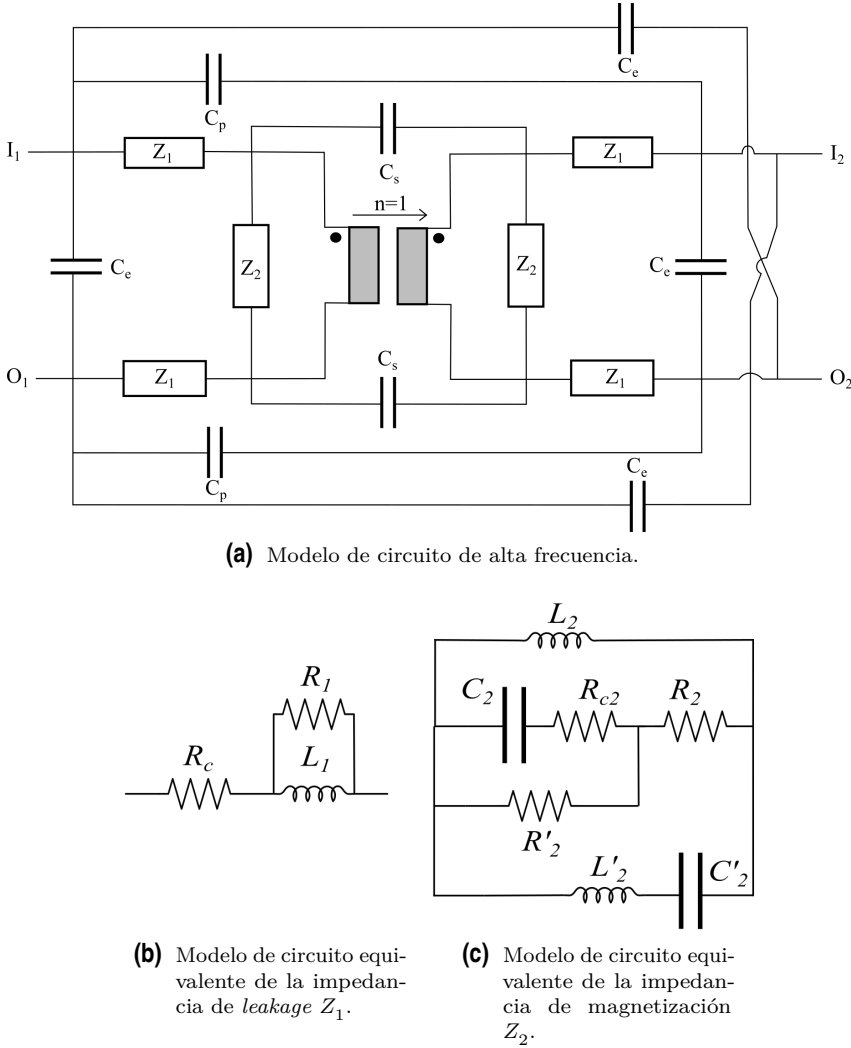 C_e
C_p
I_1
Z_1
C_s
Z_1
I_2
n=1
C_e
Z_2
Z_2
C_e
O_1
Z_1
C_s
Z_1
O_2
C_p
C_e
(a) Modelo de circuito de alta frecuencia.
L_2
R_1
C_2
R_c2
R_2
R_c
L_1
R'_2
L'_2
C'_2
(b) Modelo de circuito equi-
valente de la impedan-
cia de leakage Z_1.
(c) Modelo de circuito equi-
valente de la impedan-
cia de magnetización
Z_2.